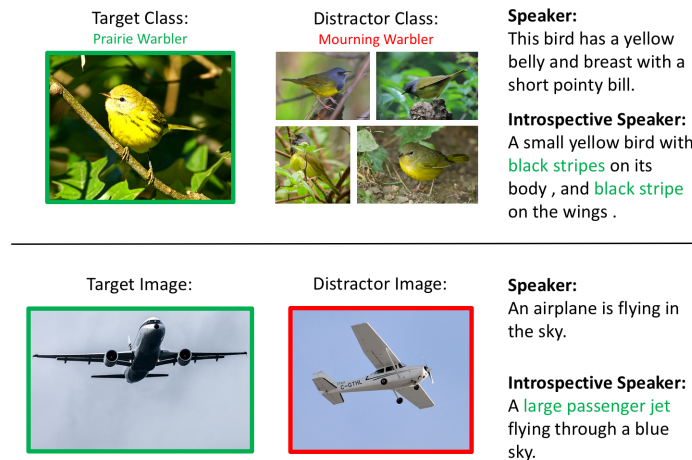 Target Class:
Prairie Warbler
Distractor Class:
Mourning Warbler
Speaker:
This bird has a yellow
belly and breast with a
short pointy bill.
Introspective Speaker:
A small yellow bird with
black stripes on its
body , and black stripe
on the wings .
Target Image:
Distractor Image:
C-GTHL
Speaker:
An airplane is flying in
the sky.
Introspective Speaker:
A large passenger jet
flying through a blue
sky.